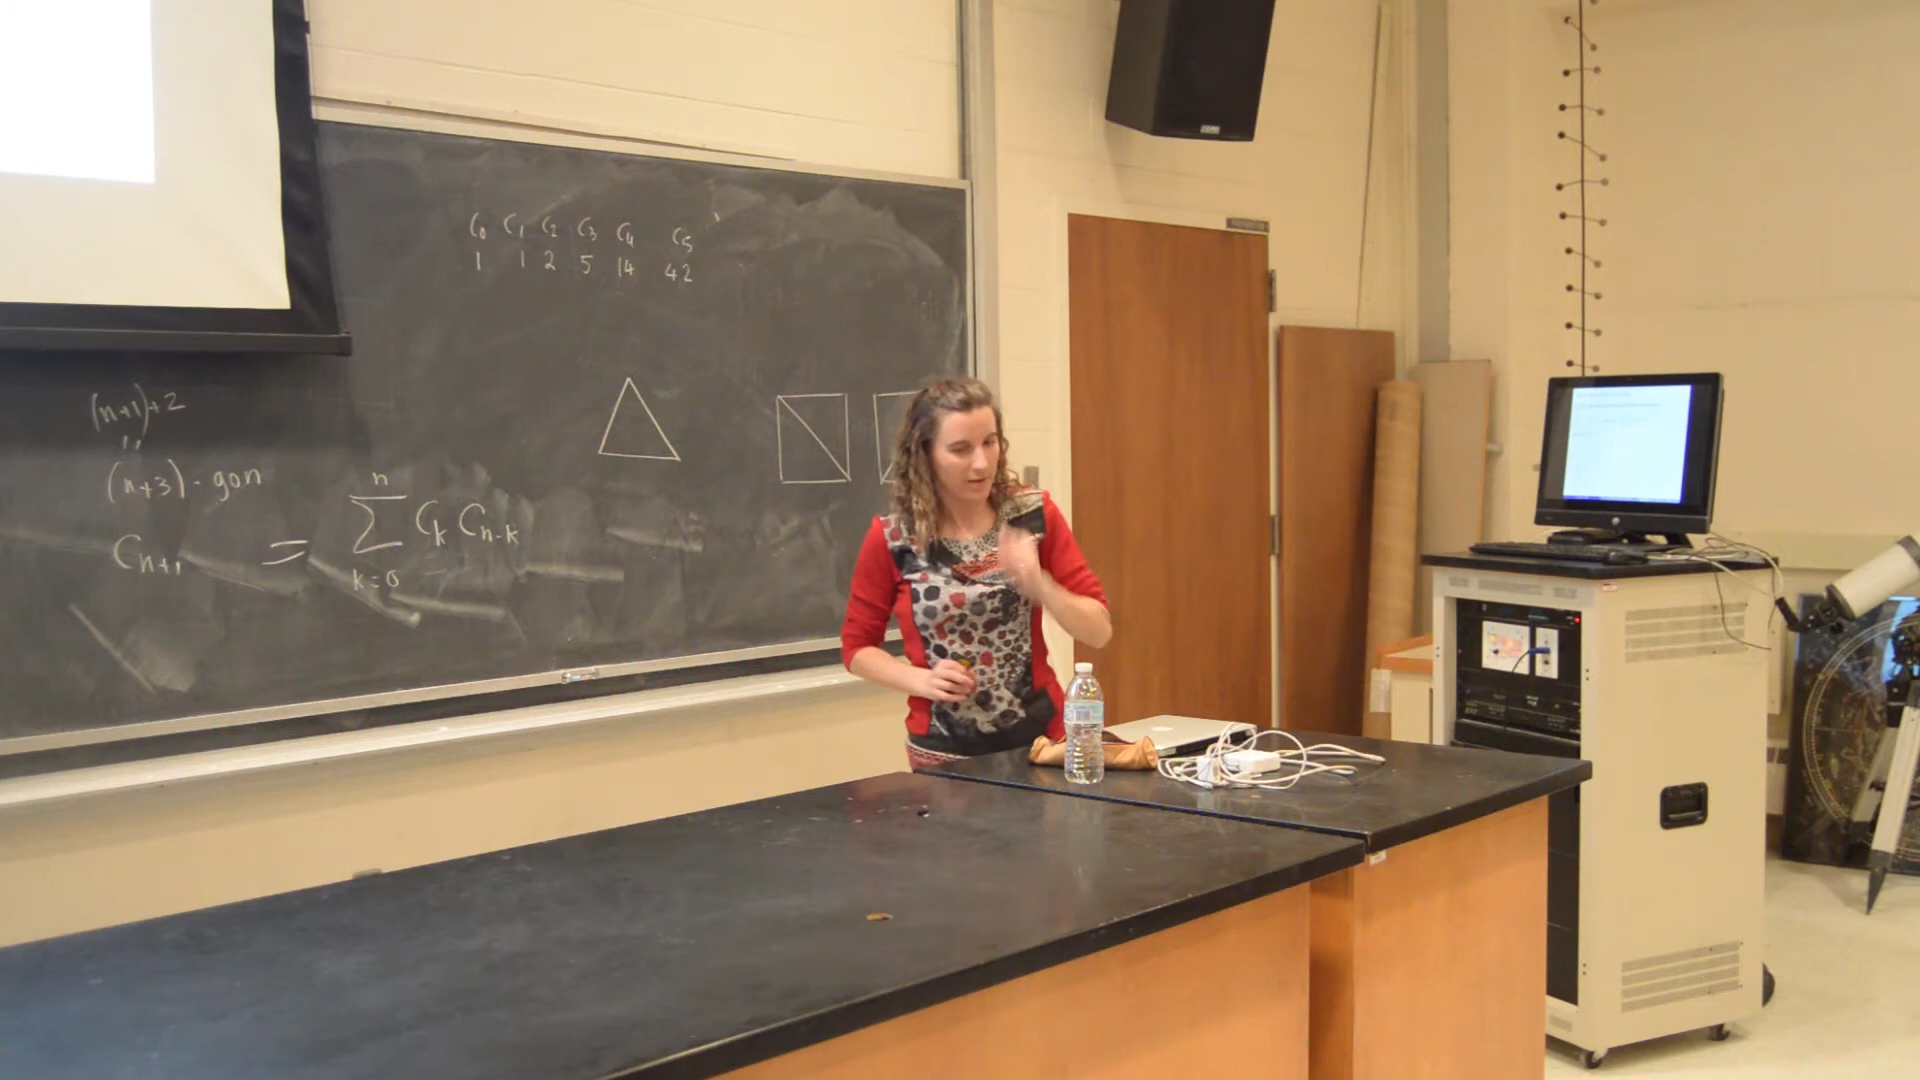 C₀ C₁ C₂ C₃ C₄ C₅
1 1 2 5 14 42
(n+1)+2
"
(n+3)-gon
n
Cₙ₊₁ = ∑ Cₖ Cₙ₋ₖ
k=0